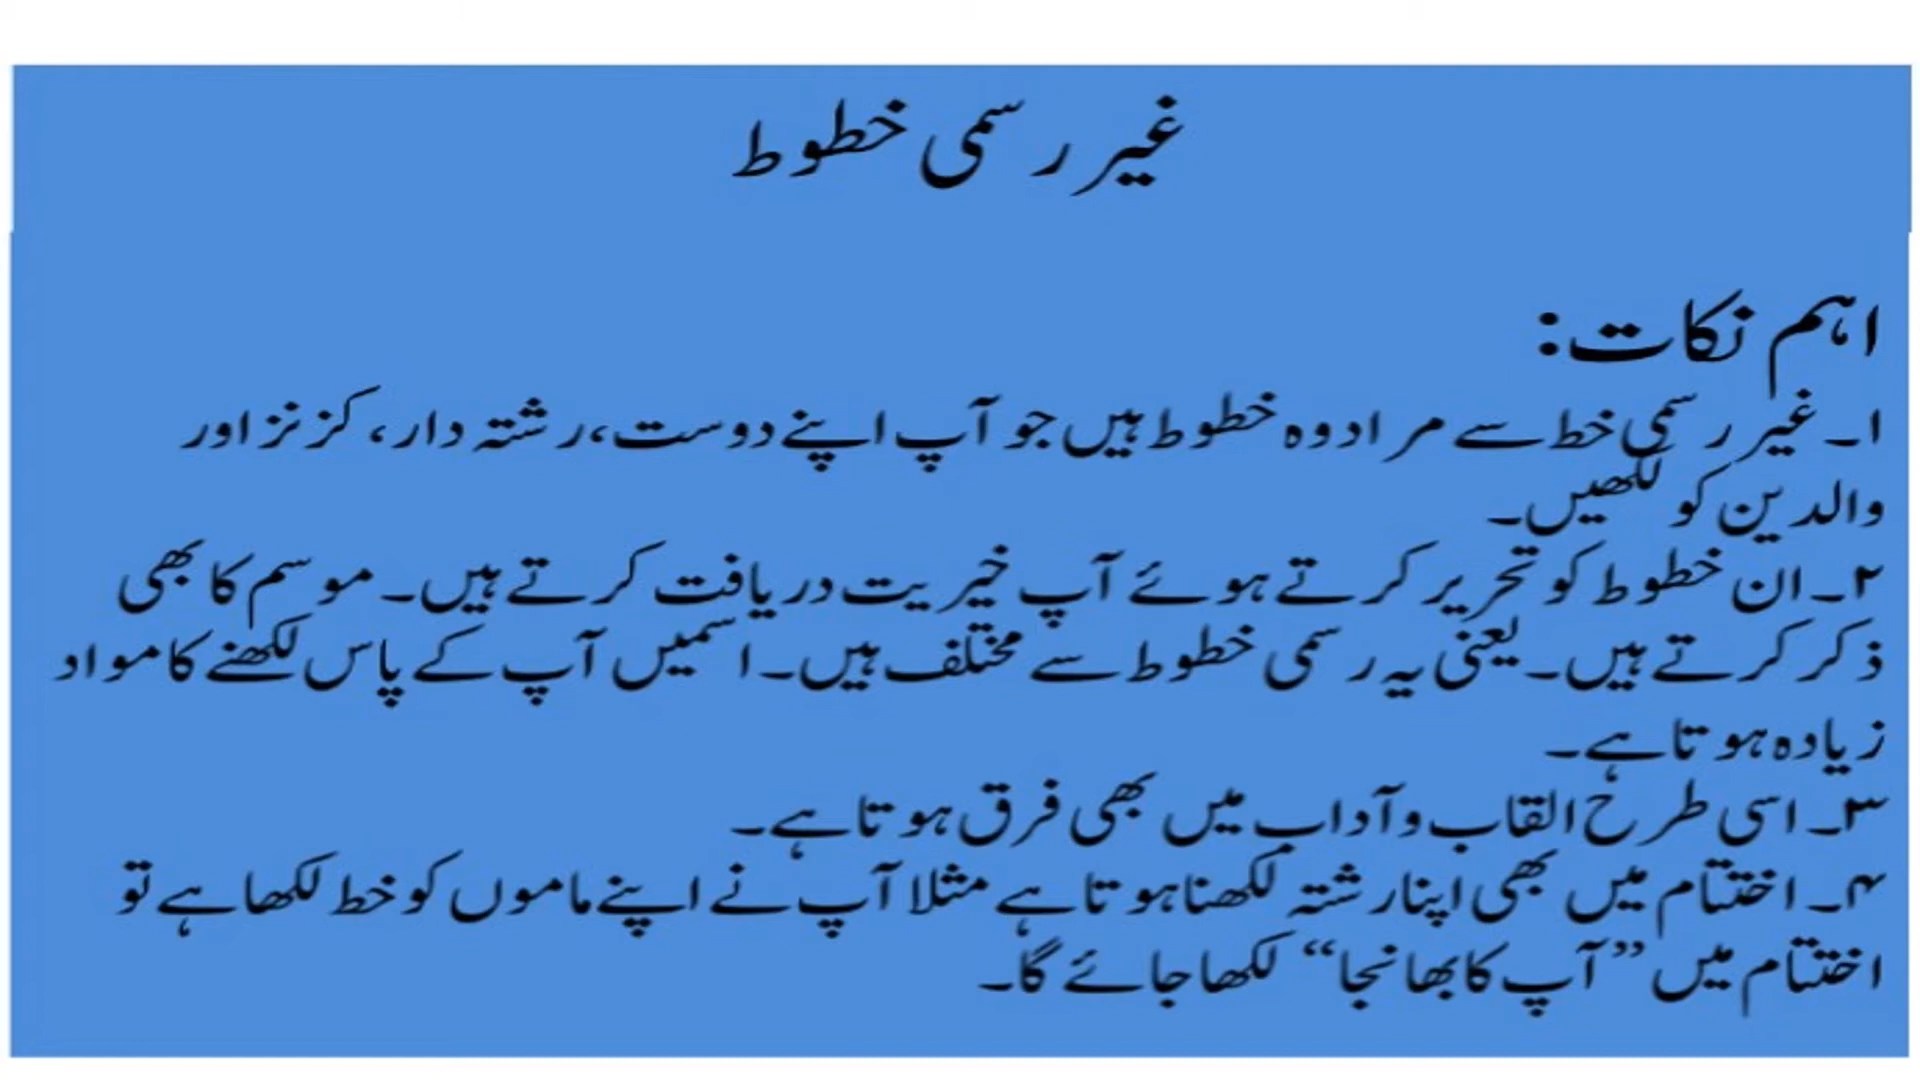 غیر رسمی خطوط
اہم نکات:
۱۔ غیر رسمی خط سے مراد وہ خطوط ہیں جو آپ اپنے دوست، رشتہ دار، کزنز اور
والدین کو لکھیں۔
۲۔ ان خطوط کو تحریر کرتے ہوئے آپ خیریت دریافت کرتے ہیں۔ موسم کا بھی
ذکر کرتے ہیں۔ یعنی یہ رسمی خطوط سے مختلف ہیں۔ اسمیں آپ کے پاس لکھنے کا مواد
زیادہ ہوتا ہے۔
۳۔ اسی طرح القاب و آداب میں بھی فرق ہوتا ہے۔
۴۔ اختتام میں بھی اپنا رشتہ لکھنا ہوتا ہے مثلا آپ نے اپنے ماموں کو خط لکھا ہے تو
اختتام میں ”آپ کا بھانجا“ لکھا جائے گا۔